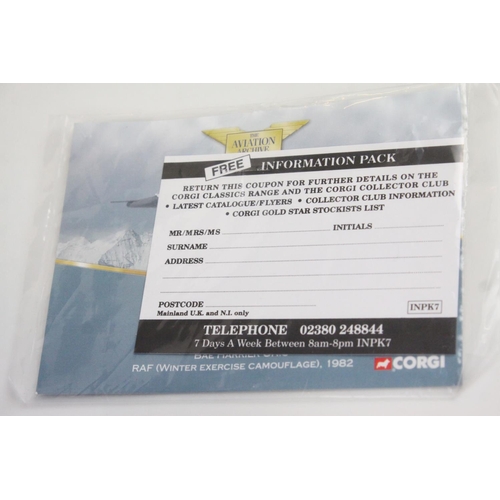 THE
AVIATION
ARCHIVE
FREE INFORMATION PACK
RETURN THIS COUPON FOR FURTHER DETAILS ON THE
CORGI CLASSICS RANGE AND THE CORGI COLLECTOR CLUB
• LATEST CATALOGUE/FLYERS • COLLECTOR CLUB INFORMATION
• CORGI GOLD STAR STOCKISTS LIST
MR/MRS/MS INITIALS
SURNAME
ADDRESS
POSTCODE
Mainland U.K. and N.I. only INPK7
TELEPHONE 02380 248844
7 Days A Week Between 8am-8pm INPK7
BAE HARRIER
RAF (WINTER EXERCISE CAMOUFLAGE), 1982
CORGI